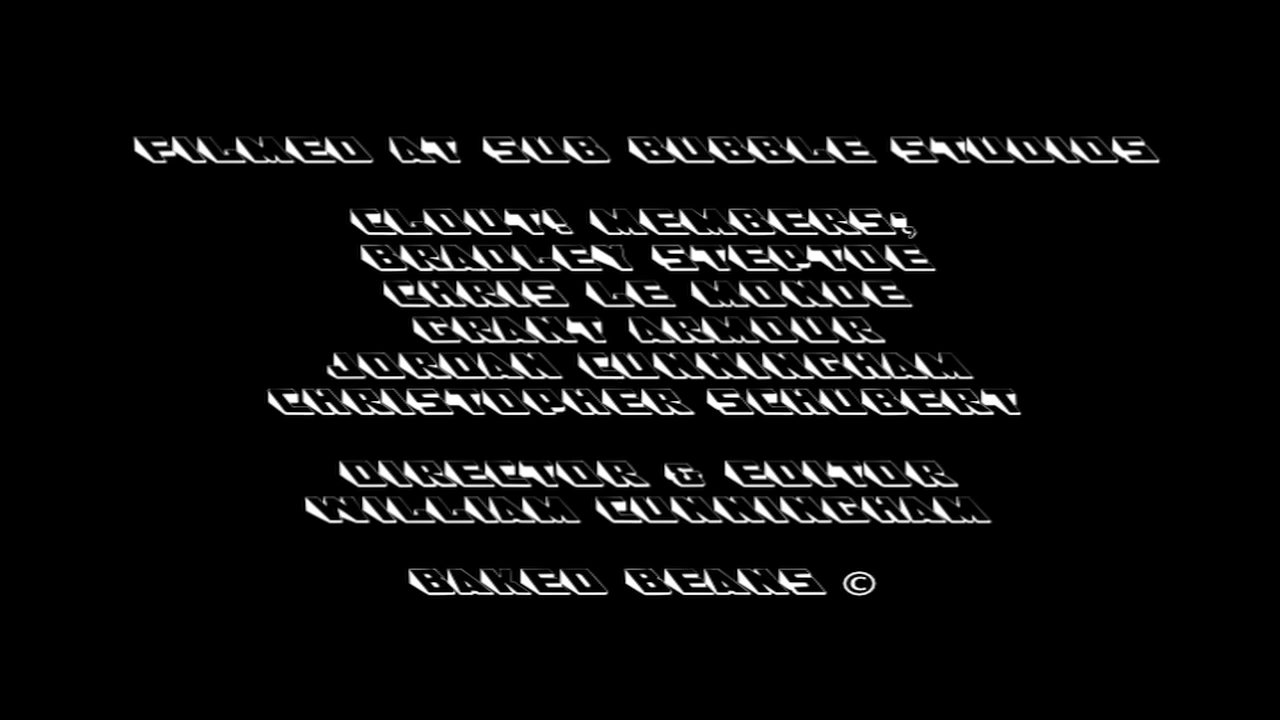 FILMED AT SUB BUBBLE STUDIOS
CLOUT! MEMBERS;
BRADLEY STEPTOE
CHRIS LE MONDE
GRANT ARMOUR
JORDAN CUNNINGHAM
CHRISTOPHER SCHUBERT
DIRECTOR & EDITOR
WILLIAM CUNNINGHAM
BAKED BEANS ©